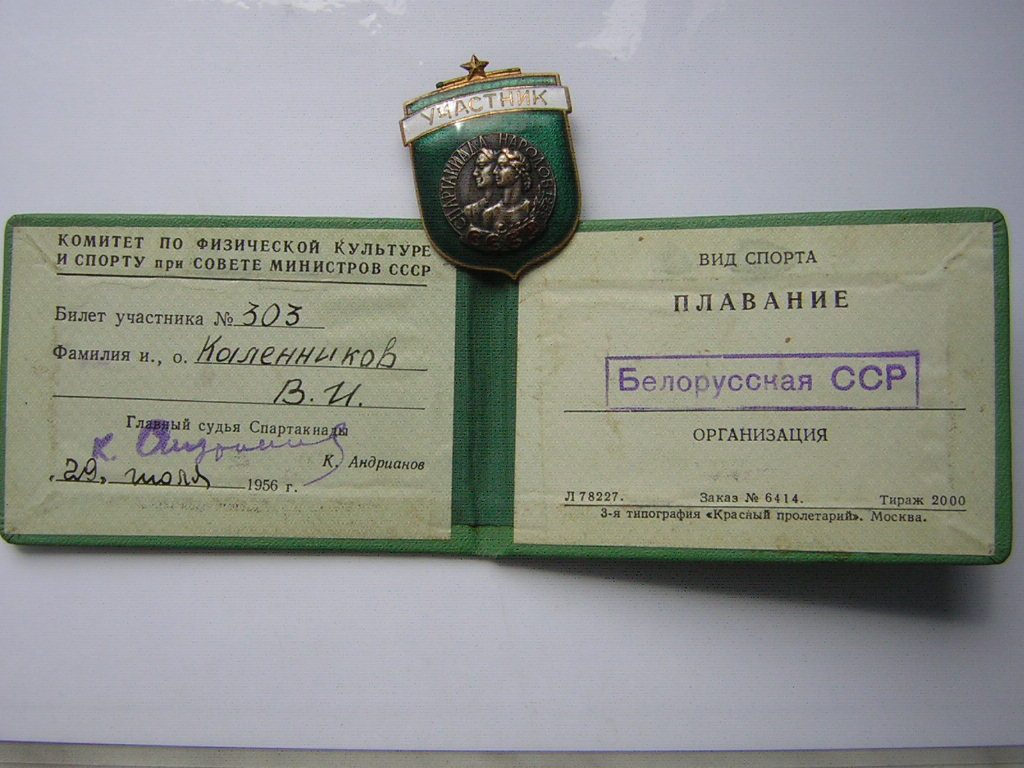 УЧАСТНИК
СПАРТАКИАДА НАРОДОВ
СССР
КОМИТЕТ ПО ФИЗИЧЕСКОЙ КУЛЬТУРЕ
И СПОРТУ при СОВЕТЕ МИНИСТРОВ СССР
Билет участника № 303
Фамилия и., о. Каленников
В. И.
Главный судья Спартакиады
К. Андрианов
29. июля 1956 г.
ВИД СПОРТА
ПЛАВАНИЕ
Белорусская ССР
ОРГАНИЗАЦИЯ
Л 78227. Заказ № 6414. Тираж 2000
3-я типография «Красный пролетарий». Москва.